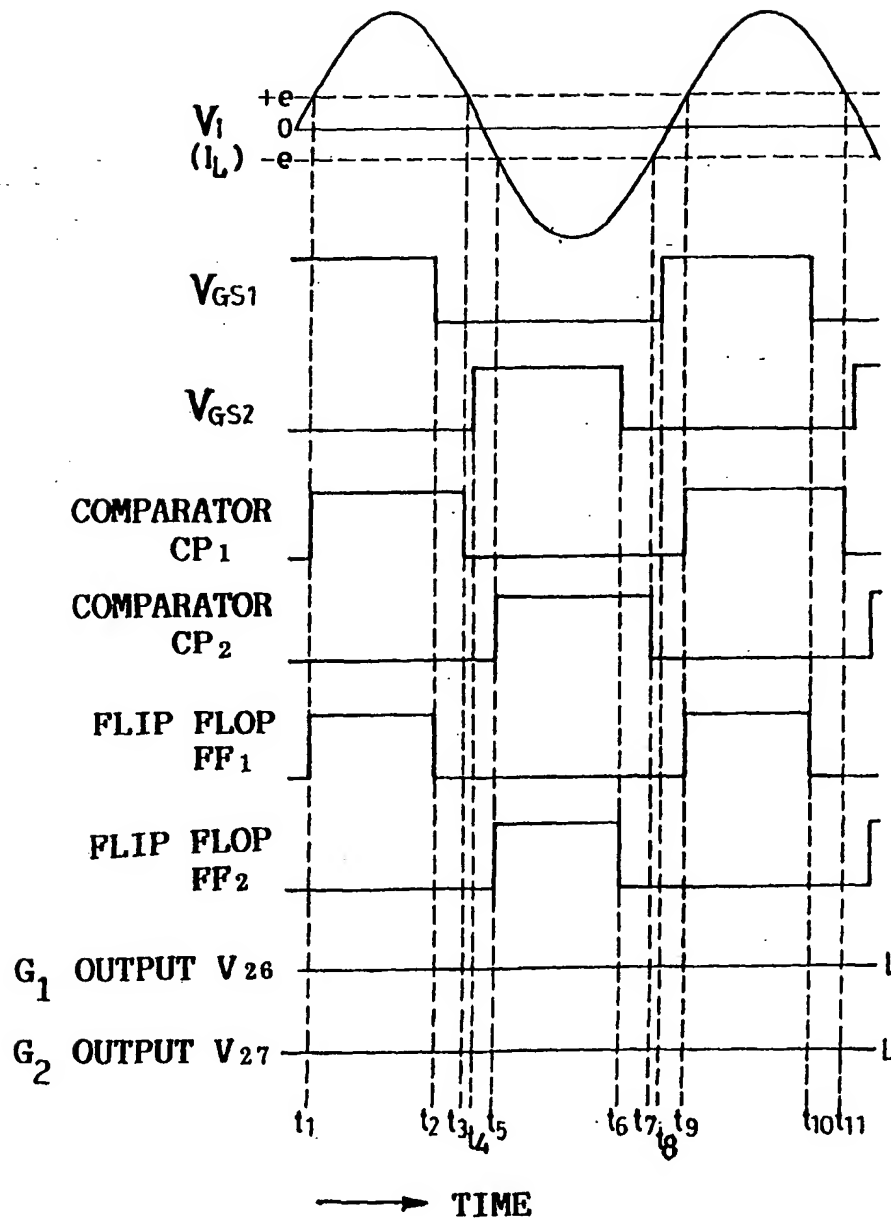 +e
V1 0
(IL) -e
VGS1
VGS2
COMPARATOR
CP1
COMPARATOR
CP2
FLIP FLOP
FF1
FLIP FLOP
FF2
G1 OUTPUT V26 L
G2 OUTPUT V27 L
t1 t2 t3 t4 t5 t6 t7 t8 t9 t10 t11
TIME